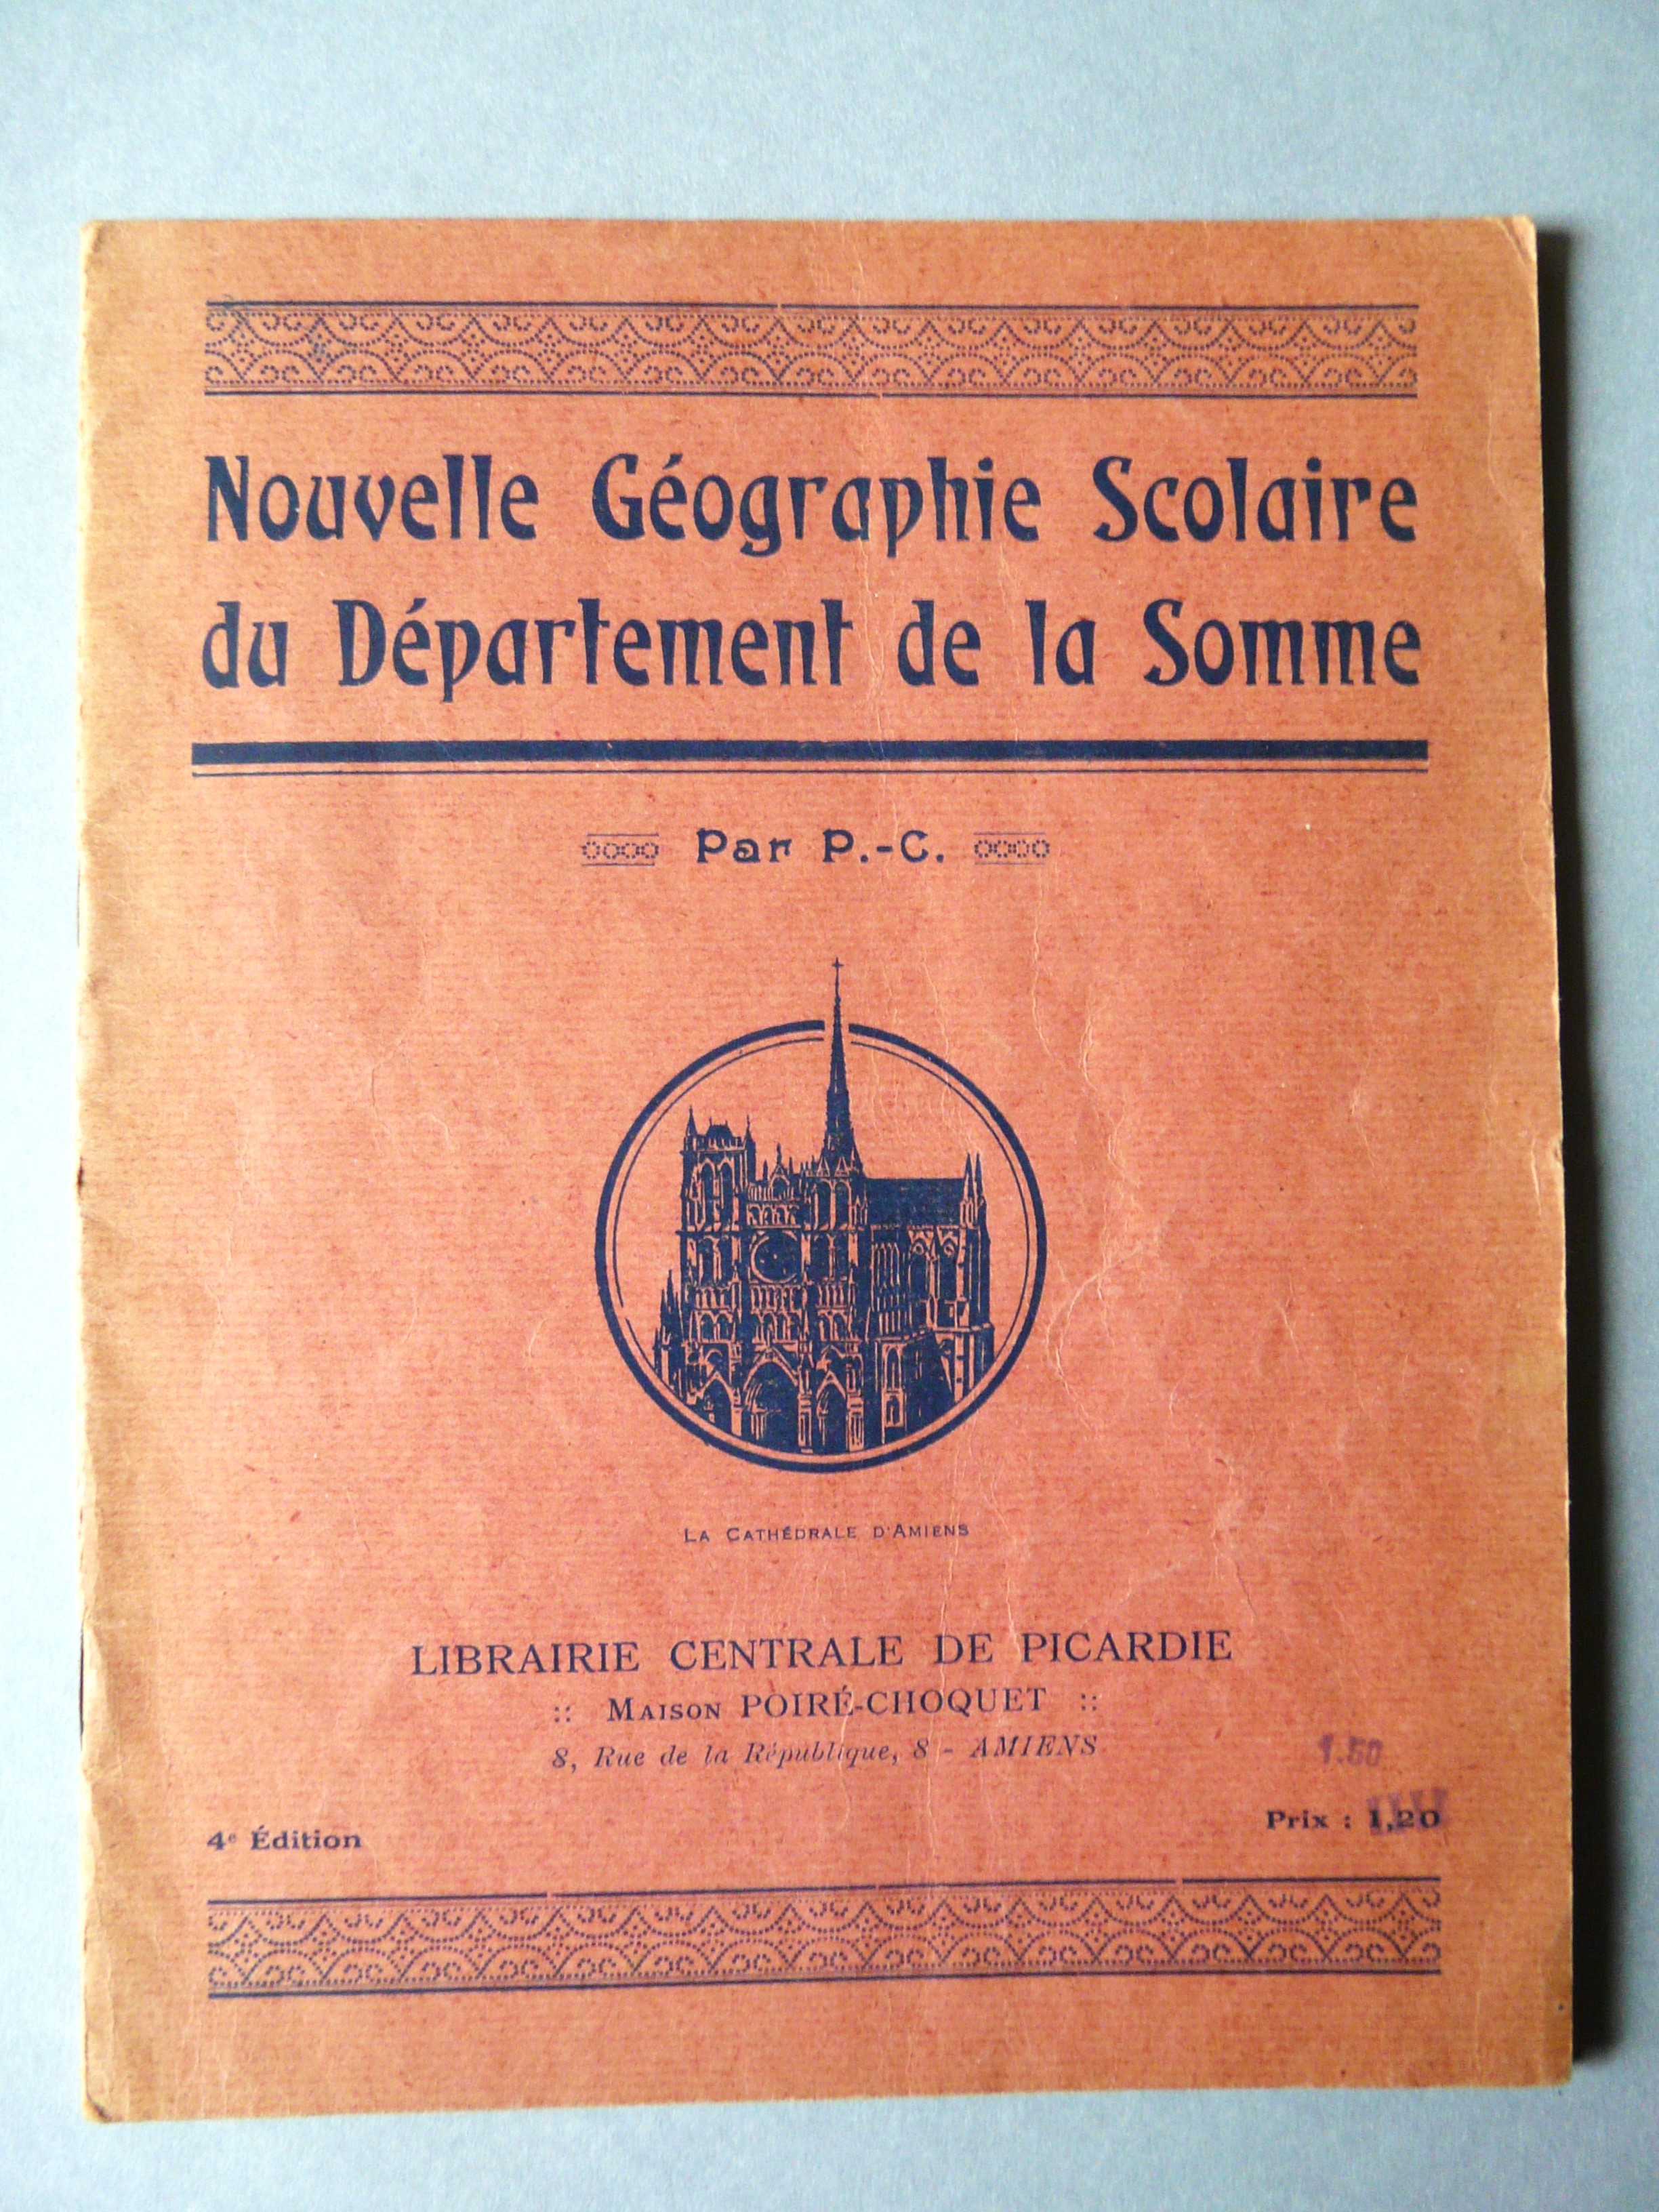 Nouvelle Géographie Scolaire
du Département de la Somme
Par P.-C.
La Cathédrale d'Amiens
LIBRAIRIE CENTRALE DE PICARDIE
:: Maison POIRÉ-CHOQUET ::
8, Rue de la République, 8 - AMIENS
1.50
4e Édition
Prix : 1,20